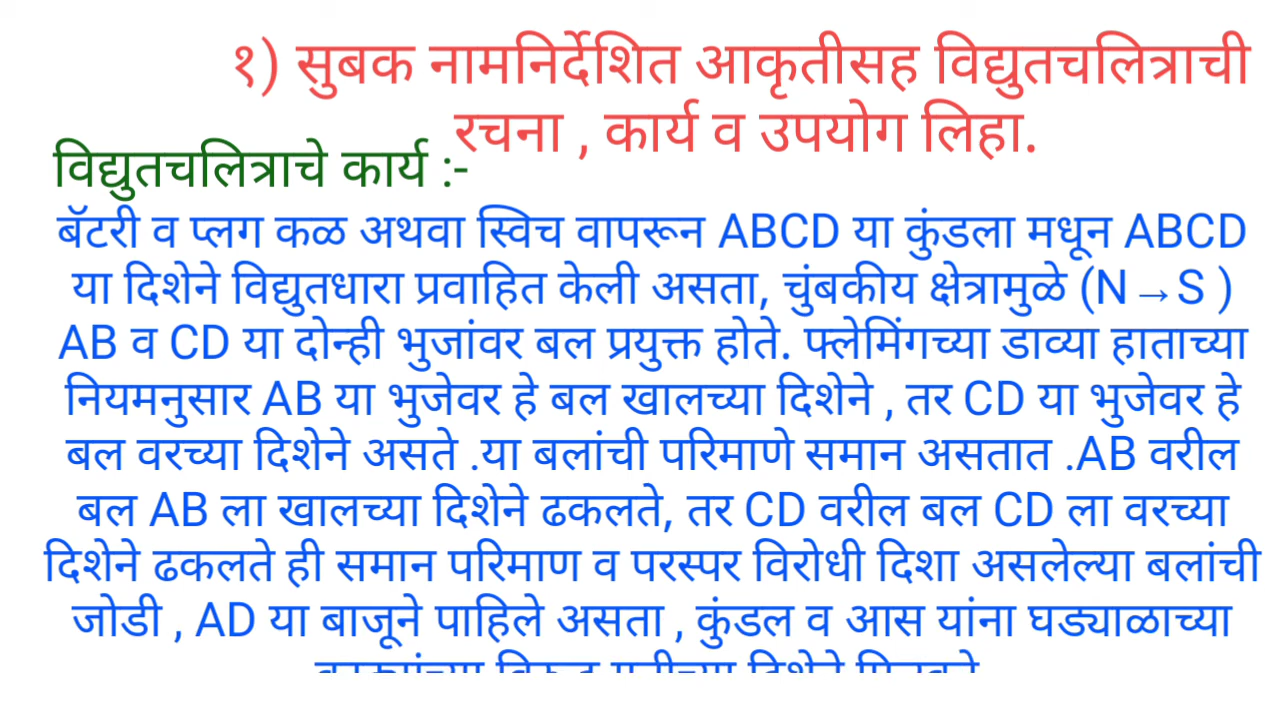 १) सुबक नामनिर्देशित आकृतीसह विद्युतचलित्राची
रचना , कार्य व उपयोग लिहा.
विद्युतचलित्राचे कार्य :-
बॅटरी व प्लग कळ अथवा स्विच वापरून ABCD या कुंडला मधून ABCD
या दिशेने विद्युतधारा प्रवाहित केली असता, चुंबकीय क्षेत्रामुळे (N→S )
AB व CD या दोन्ही भुजांवर बल प्रयुक्त होते. फ्लेमिंगच्या डाव्या हाताच्या
नियमनुसार AB या भुजेवर हे बल खालच्या दिशेने , तर CD या भुजेवर हे
बल वरच्या दिशेने असते .या बलांची परिमाणे समान असतात .AB वरील
बल AB ला खालच्या दिशेने ढकलते, तर CD वरील बल CD ला वरच्या
दिशेने ढकलते ही समान परिमाण व परस्पर विरोधी दिशा असलेल्या बलांची
जोडी , AD या बाजूने पाहिले असता , कुंडल व आस यांना घड्याळाच्या